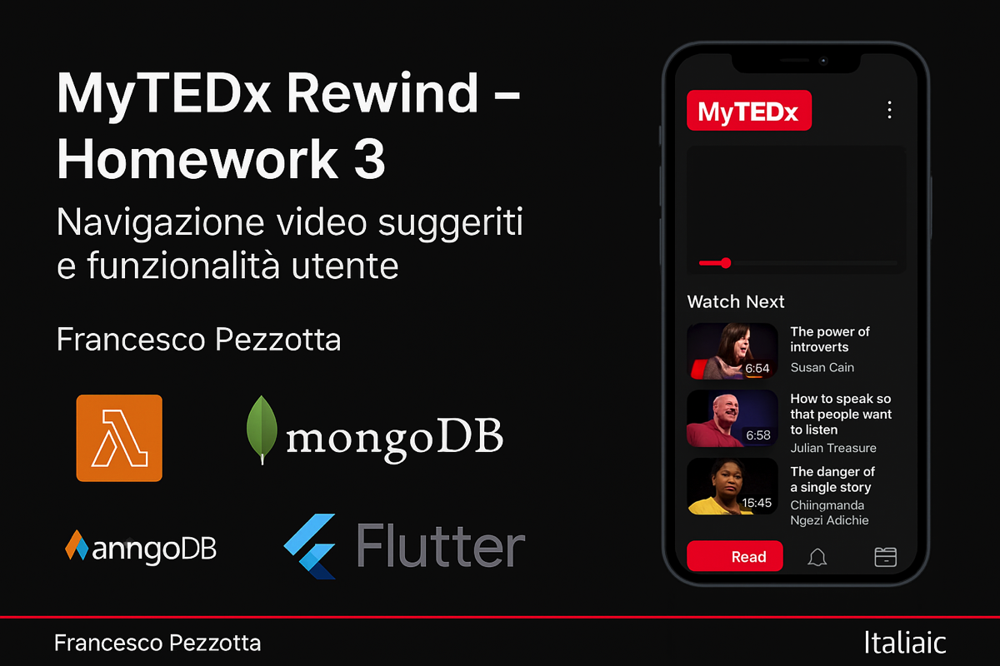 MyTEDx Rewind –
Homework 3
Navigazione video suggeriti
e funzionalità utente
Francesco Pezzotta
mongoDB
anngoDB
Flutter
MyTEDx
Watch Next
6:54
The power of
introverts
Susan Cain
6:58
How to speak so
that people want
to listen
Julian Treasure
15:45
The danger of
a single story
Chiingmanda
Ngezi Adichie
Read
Francesco Pezzotta
Italiaic